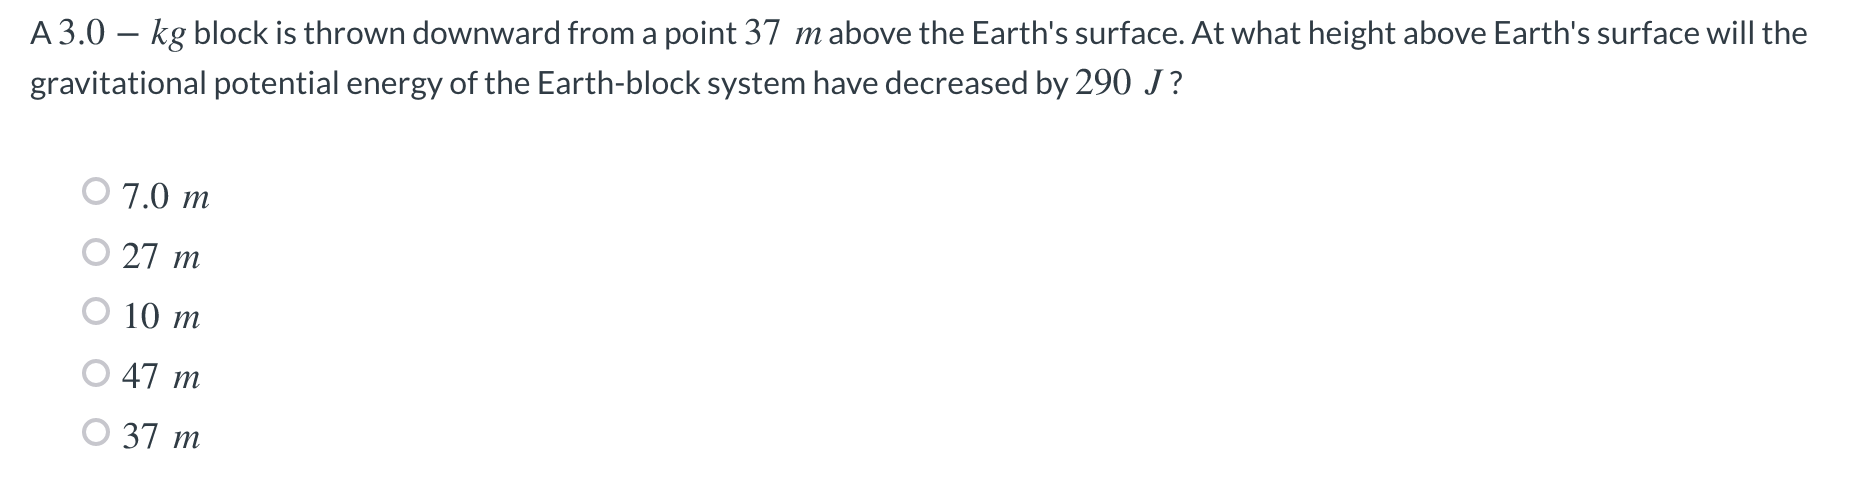 A 3.0 – kg block is thrown downward from a point 37 m above the Earth's surface. At what height above Earth's surface will the
gravitational potential energy of the Earth-block system have decreased by 290 J?
7.0 m
27 m
10 m
47 m
37 m